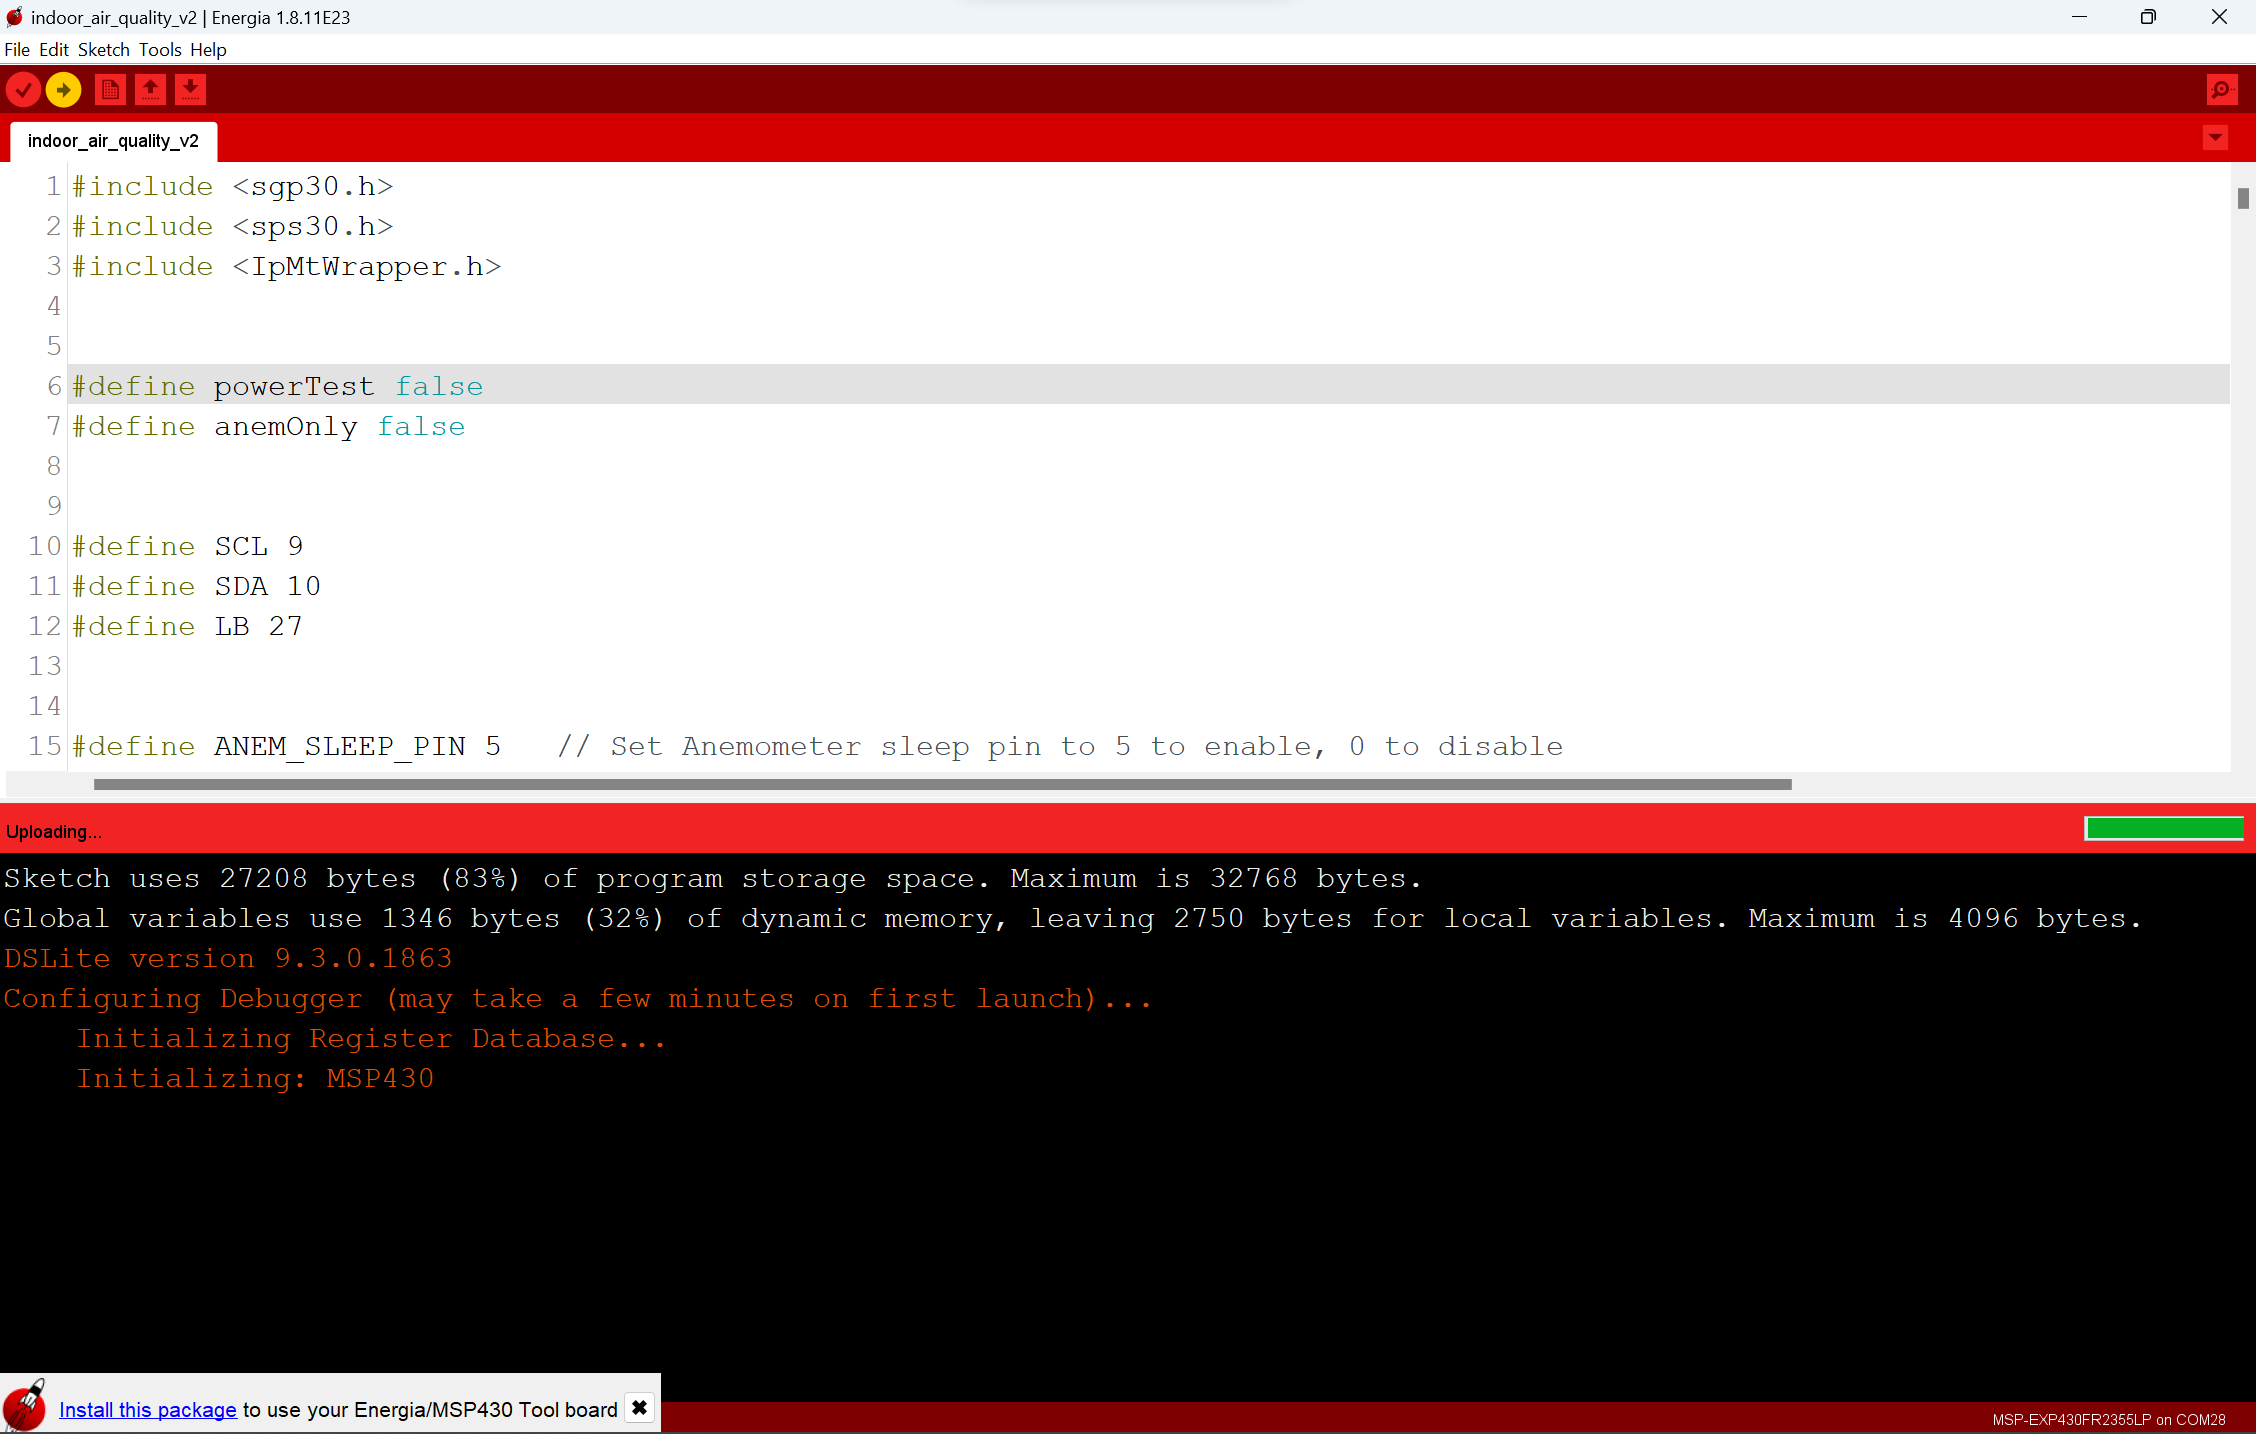 indoor_air_quality_v2 | Energia 1.8.11E23
File Edit Sketch Tools Help
indoor_air_quality_v2
1 #include <sgp30.h>
2 #include <sps30.h>
3 #include <IpMtWrapper.h>
4
5
6 #define powerTest false
7 #define anemOnly false
8
9
10 #define SCL 9
11 #define SDA 10
12 #define LB 27
13
14
15 #define ANEM_SLEEP_PIN 5   // Set Anemometer sleep pin to 5 to enable, 0 to disable
Uploading...
Sketch uses 27208 bytes (83%) of program storage space. Maximum is 32768 bytes.
Global variables use 1346 bytes (32%) of dynamic memory, leaving 2750 bytes for local variables. Maximum is 4096 bytes.
DSLite version 9.3.0.1863
Configuring Debugger (may take a few minutes on first launch)...
    Initializing Register Database...
    Initializing: MSP430
Install this package to use your Energia/MSP430 Tool board
MSP-EXP430FR2355LP on COM28